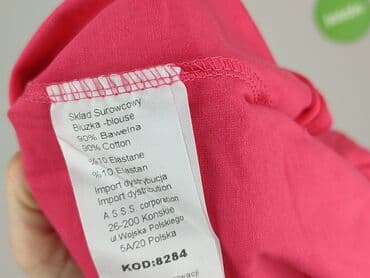 Skład Surowcowy
Bluzka -blouse
90% Bawełna
90% Cotton
%10 Elastane
%10 Elastan
Import dystrybucja
Import distribution
A S.S.S. corporation
26-200 Konskie
ul Wojska Polskiego
5A/20 Polska
KOD:8284